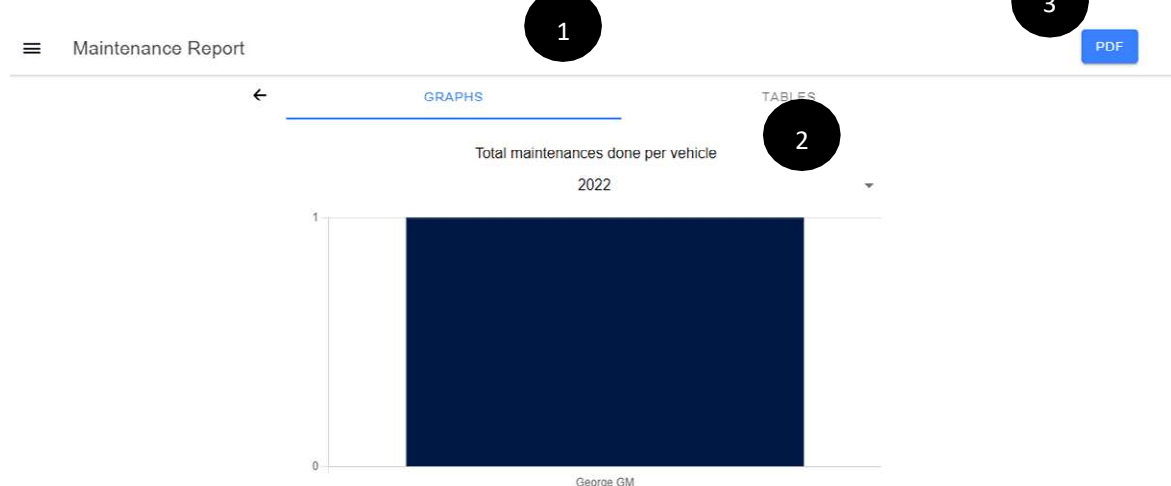 3
1
Maintenance Report
PDF
GRAPHS
TABLES
2
Total maintenances done per vehicle
2022
1
0
George GM